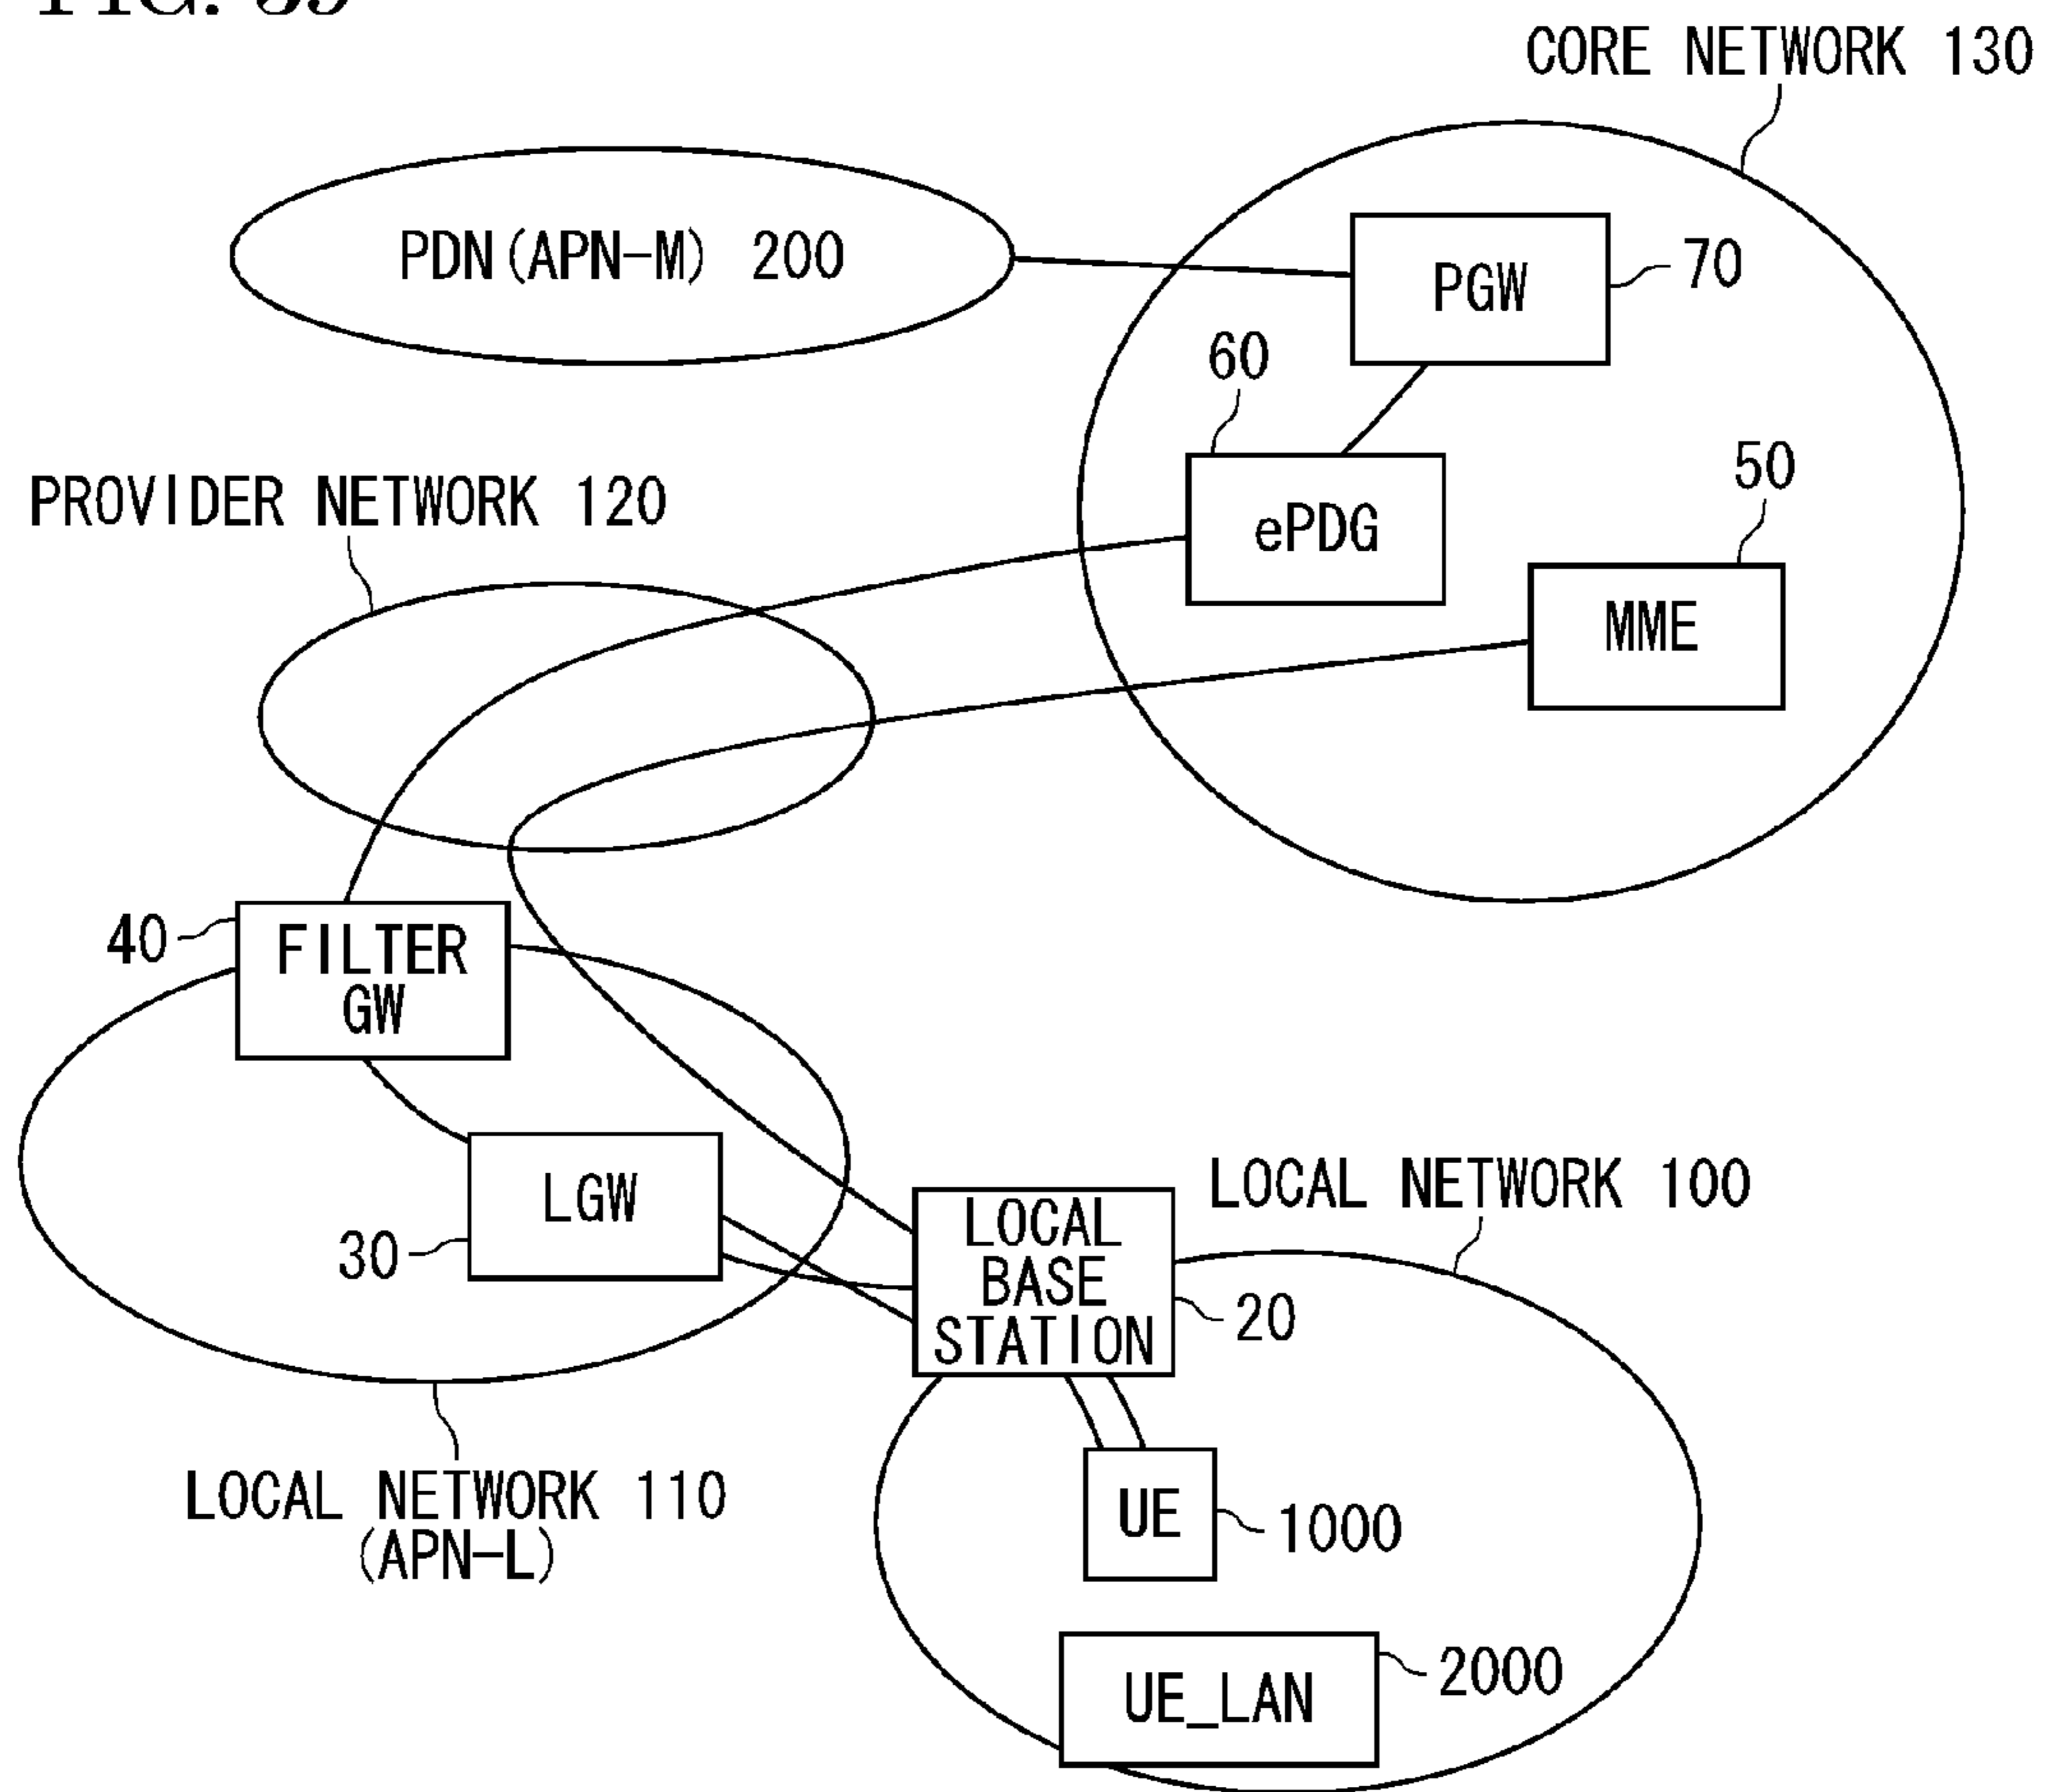 CORE NETWORK 130
PDN(APN-M) 200
PGW
70
60
PROVIDER NETWORK 120
50
ePDG
MME
40
FILTER
GW
LGW
30
LOCAL NETWORK 100
LOCAL
BASE
STATION
20
LOCAL NETWORK 110
(APN-L)
UE
1000
UE_LAN
2000